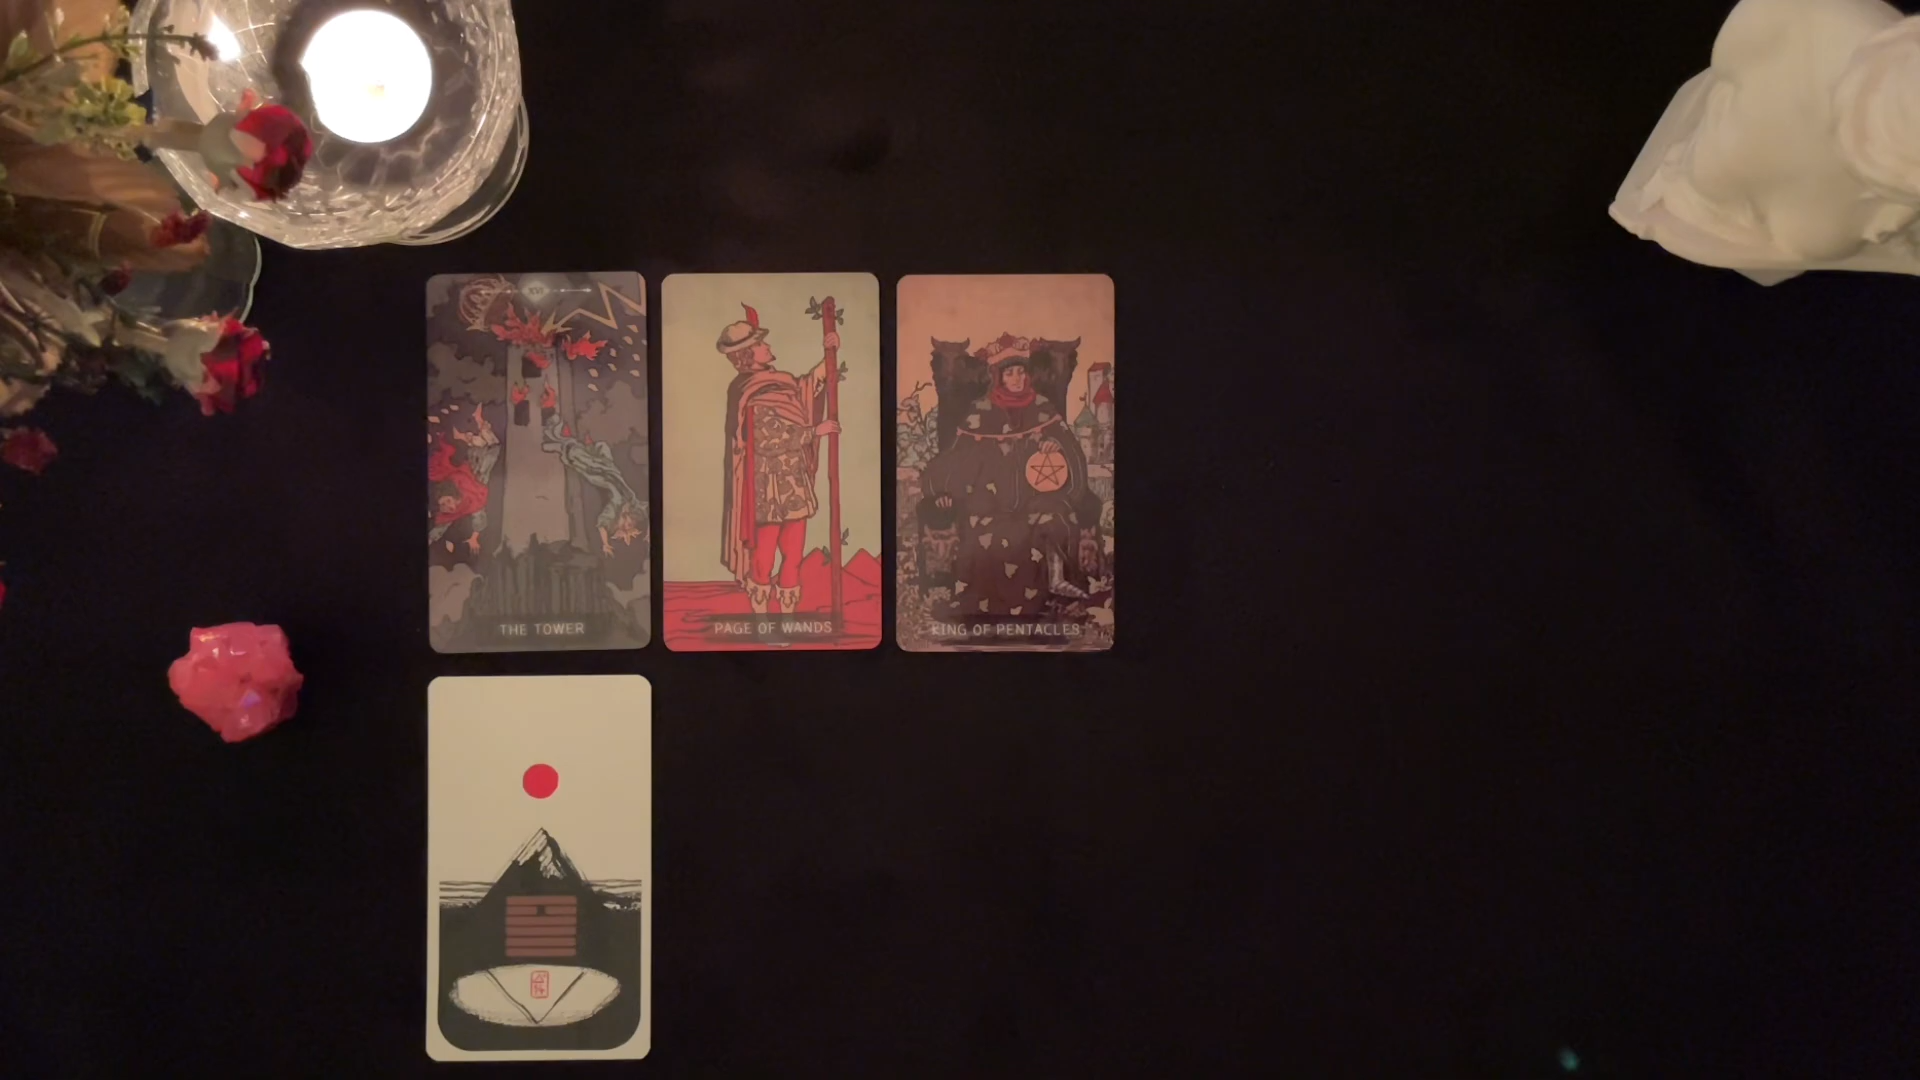 XVI
THE TOWER
PAGE OF WANDS
KING OF PENTACLES